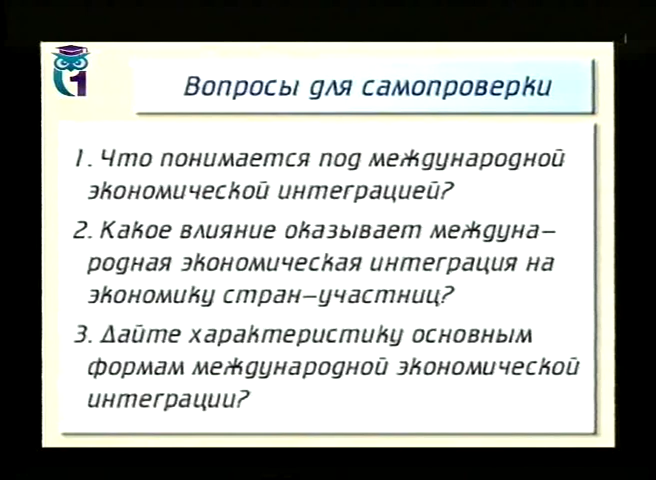 1
Вопросы для самопроверки
1. Что понимается под международной
экономической интеграцией?
2. Какое влияние оказывает междуна–
родная экономическая интеграция на
экономику стран–участниц?
3. Дайте характеристику основным
формам международной экономической
интеграции?